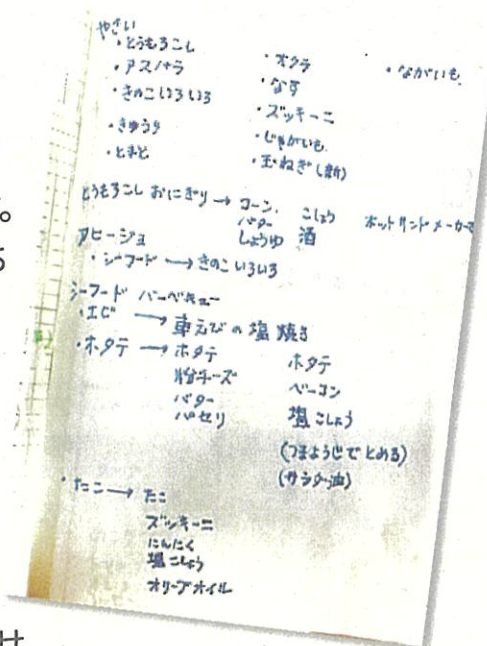 やさい
・とうもろこし ・オクラ ・ながいも
・アスパラ ・なす
・きのこいろいろ ・ズッキーニ
・きゅうり ・じゃがいも
・とまと ・玉ねぎ(新)
とうもろこし おにぎり → コーン、 こしょう ホットサンドメーカーで
バター 酒
しょうゆ
アヒージョ
・シーフード → きのこいろいろ
シーフード バーベキュー
・エビ → 車えびの塩焼き
・ホタテ → ホタテ ホタテ
粉チーズ ベーコン
バター 塩こしょう
パセリ
(つまようじでとめる)
(サラダ油)
・たこ → たこ
ズッキーニ
にんにく
塩こしょう
オリーブオイル